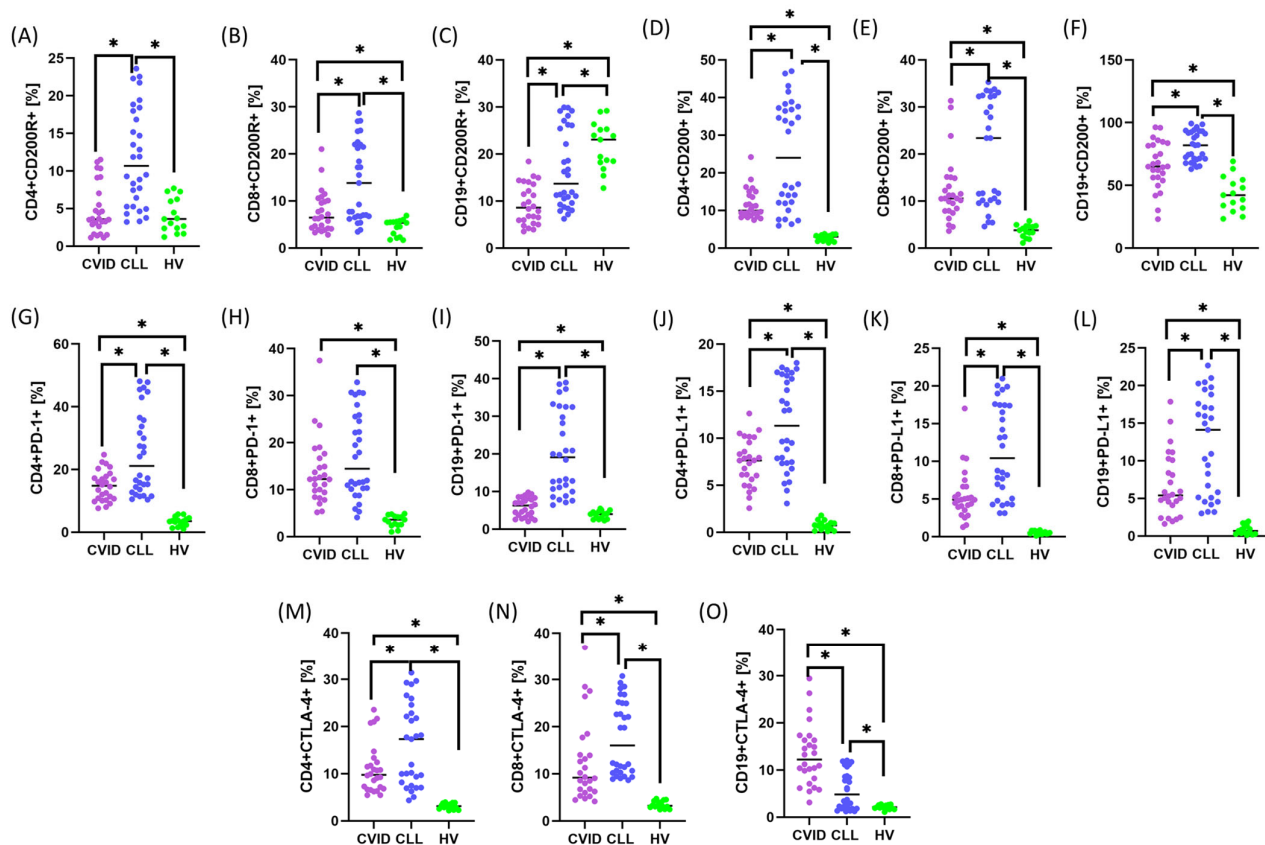 (A)
CD4+CD200R+ [%]
25
20
15
10
5
0
* *
CVID CLL HV
(B)
CD8+CD200R+ [%]
40
30
20
10
0
*
* *
CVID CLL HV
(C)
CD19+CD200R+ [%]
40
30
20
10
0
*
* *
CVID CLL HV
(D)
CD4+CD200+ [%]
50
40
30
20
10
0
*
* *
CVID CLL HV
(E)
CD8+CD200+ [%]
40
30
20
10
0
*
* *
CVID CLL HV
(F)
CD19+CD200+ [%]
150
100
50
0
*
* *
CVID CLL HV
(G)
CD4+PD-1+ [%]
60
40
20
0
*
* *
CVID CLL HV
(H)
CD8+PD-1+ [%]
40
30
20
10
0
*
*
CVID CLL HV
(I)
CD19+PD-1+ [%]
50
40
30
20
10
0
*
* *
CVID CLL HV
(J)
CD4+PD-L1+ [%]
20
15
10
5
0
*
* *
CVID CLL HV
(K)
CD8+PD-L1+ [%]
25
20
15
10
5
0
*
* *
CVID CLL HV
(L)
CD19+PD-L1+ [%]
25
20
15
10
5
0
*
* *
CVID CLL HV
(M)
CD4+CTLA-4+ [%]
40
30
20
10
0
*
* *
CVID CLL HV
(N)
CD8+CTLA-4+ [%]
40
30
20
10
0
*
* *
CVID CLL HV
(O)
CD19+CTLA-4+ [%]
40
30
20
10
0
*
*
*
CVID CLL HV